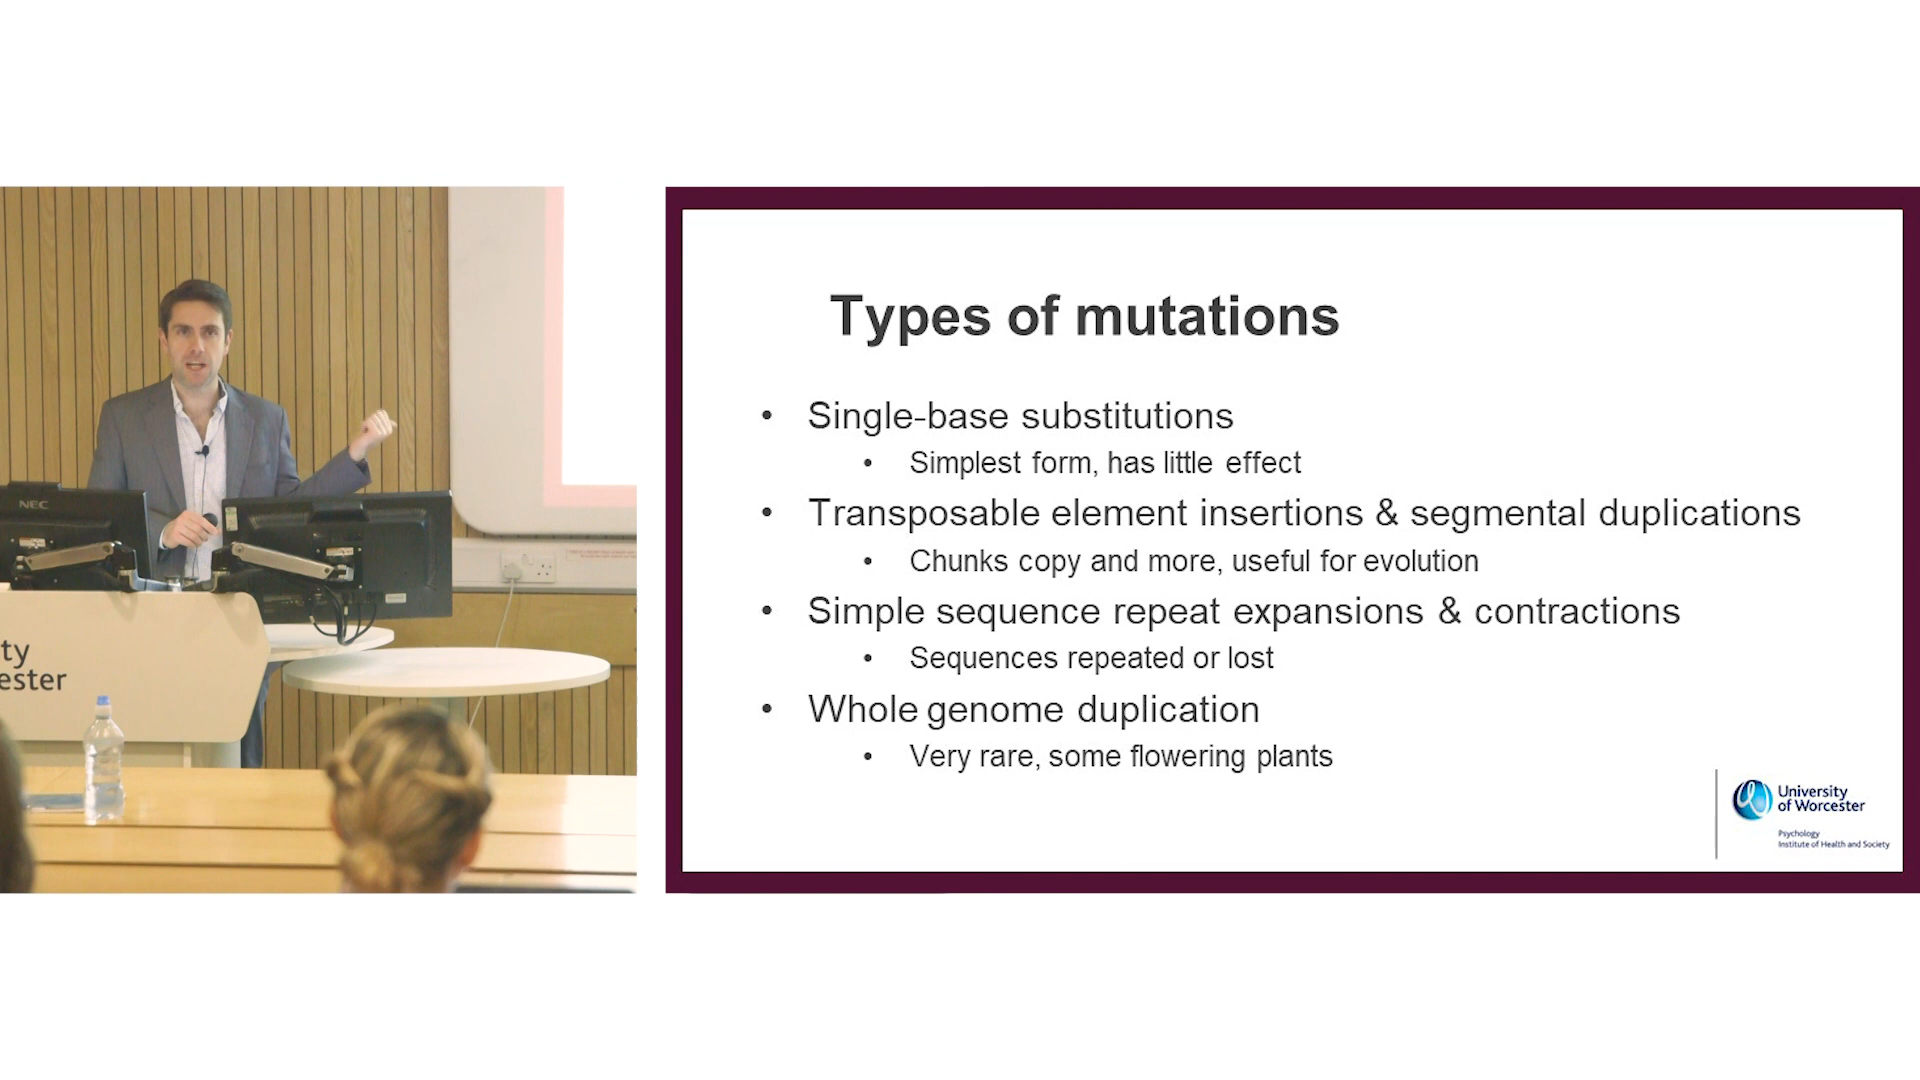 NEC
ty
ester
Types of mutations
• Single-base substitutions
• Simplest form, has little effect
• Transposable element insertions & segmental duplications
• Chunks copy and more, useful for evolution
• Simple sequence repeat expansions & contractions
• Sequences repeated or lost
• Whole genome duplication
• Very rare, some flowering plants
University
of Worcester
Psychology
Institute of Health and Society